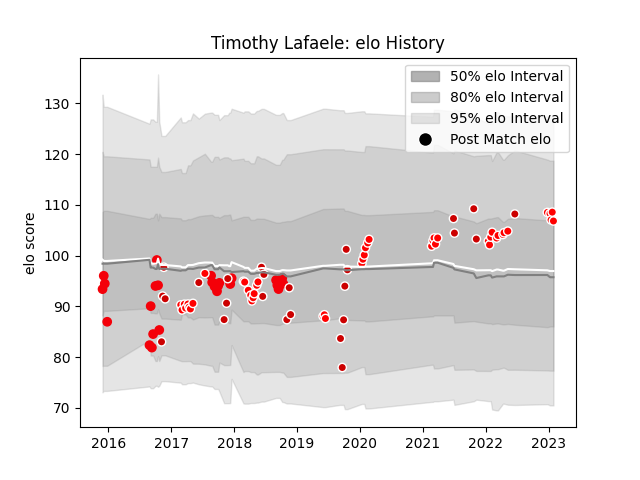 Timothy Lafaele: elo History
50% elo Interval
80% elo Interval
95% elo Interval
Post Match elo
elo score
130
120
110
100
90
80
70
2016 2017 2018 2019 2020 2021 2022 2023